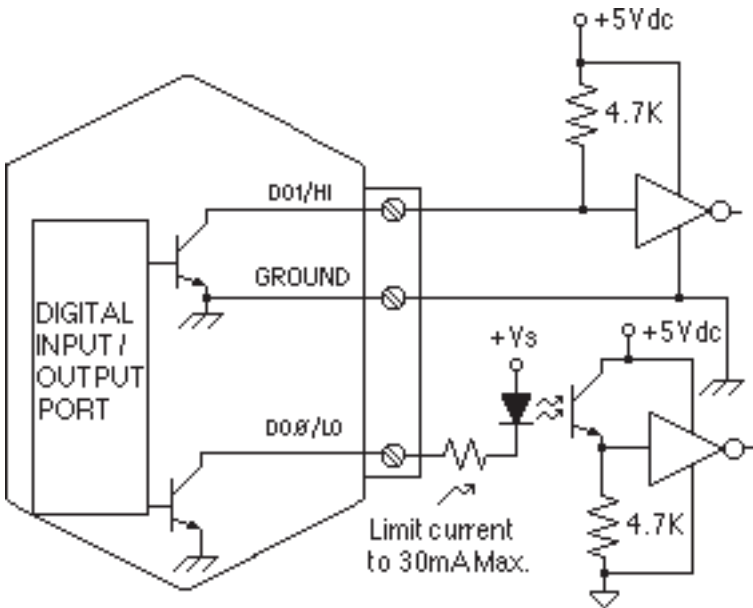 +5Vdc
4.7K
DO1/HI
GROUND
DIGITAL
INPUT /
OUTPUT
PORT
+Vs
+5Vdc
DO.Ø/LO
4.7K
Limit current
to 30mA Max.